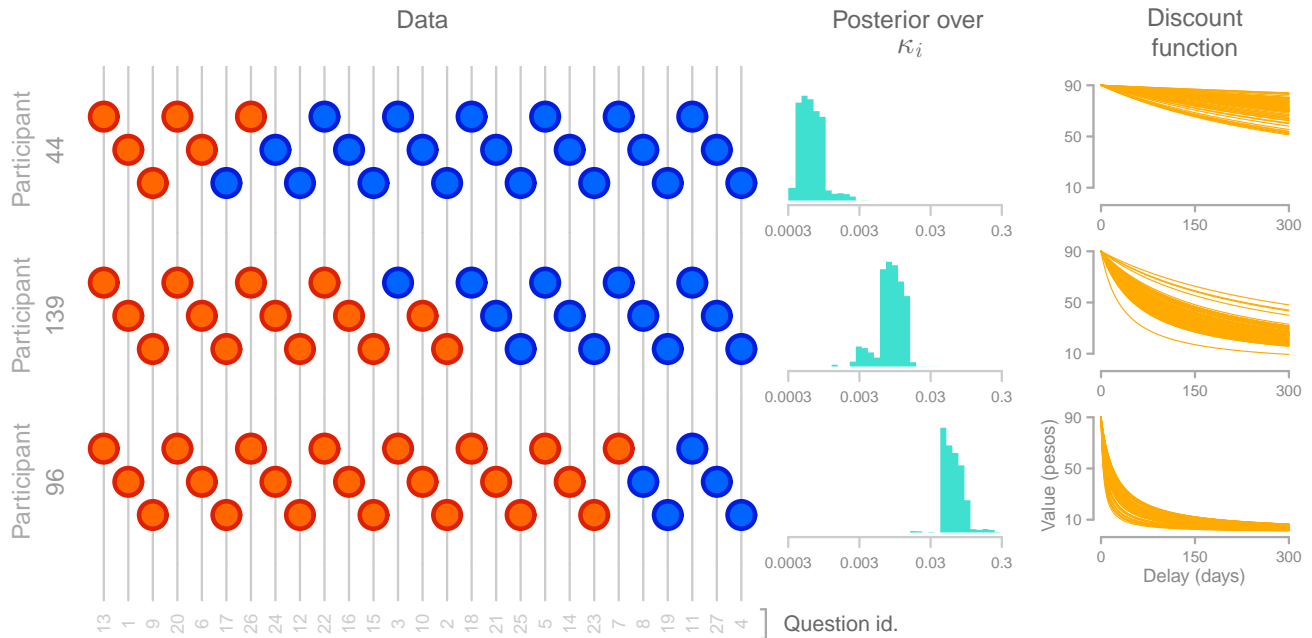 Data
Posterior over
κi
Discount
function
Participant
44
0.0003 0.003 0.03 0.3
90
50
10
0 150 300
Participant
139
0.0003 0.003 0.03 0.3
90
50
10
0 150 300
Participant
96
0.0003 0.003 0.03 0.3
Value (pesos)
90
50
10
0 150 300
Delay (days)
13 1 9 20 6 17 26 24 12 22 16 15 3 10 2 18 21 25 5 14 23 7 8 19 11 27 4
Question id.